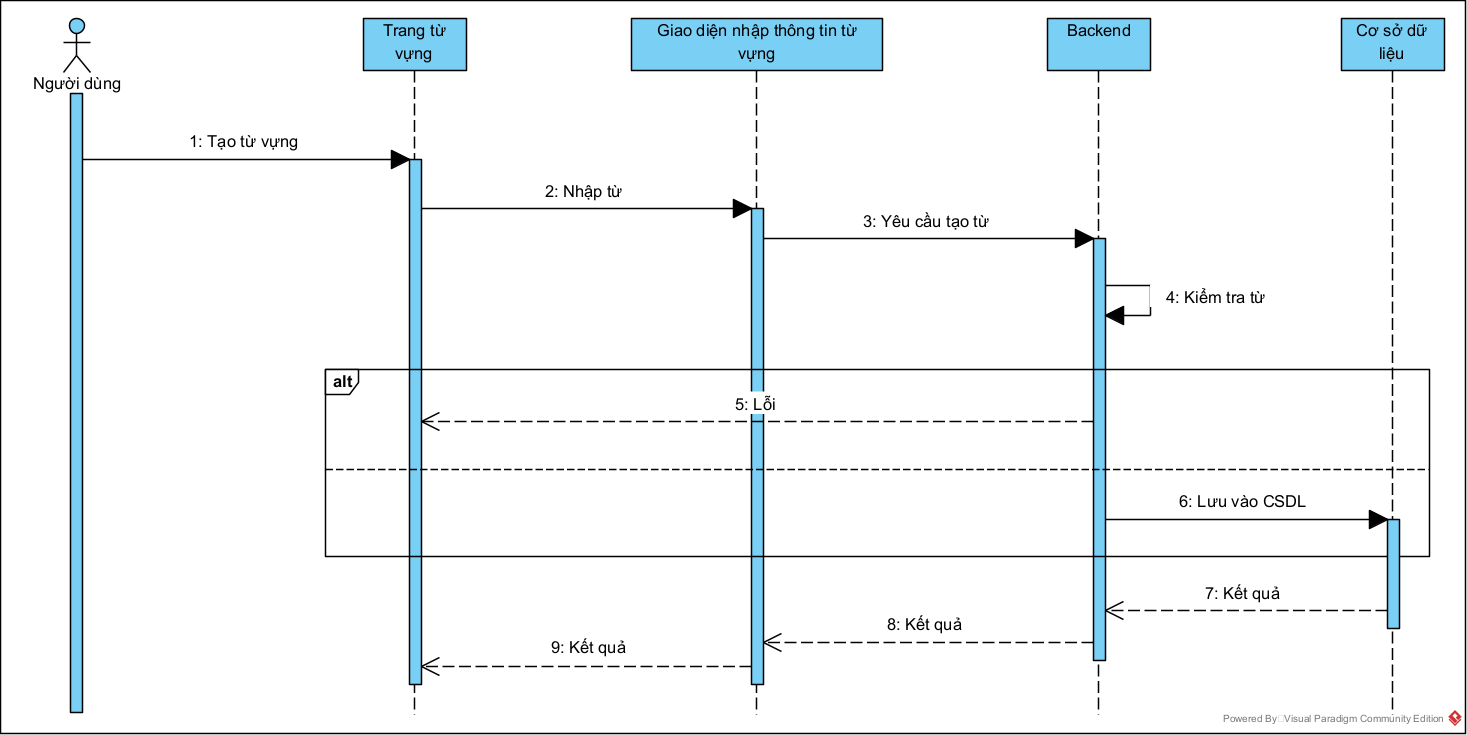 Người dùng
Trang từ
vựng
Giao diện nhập thông tin từ
vựng
Backend
Cơ sở dữ
liệu
1: Tạo từ vựng
2: Nhập từ
3: Yêu cầu tạo từ
4: Kiểm tra từ
alt
5: Lỗi
6: Lưu vào CSDL
7: Kết quả
8: Kết quả
9: Kết quả
Powered By Visual Paradigm Community Edition